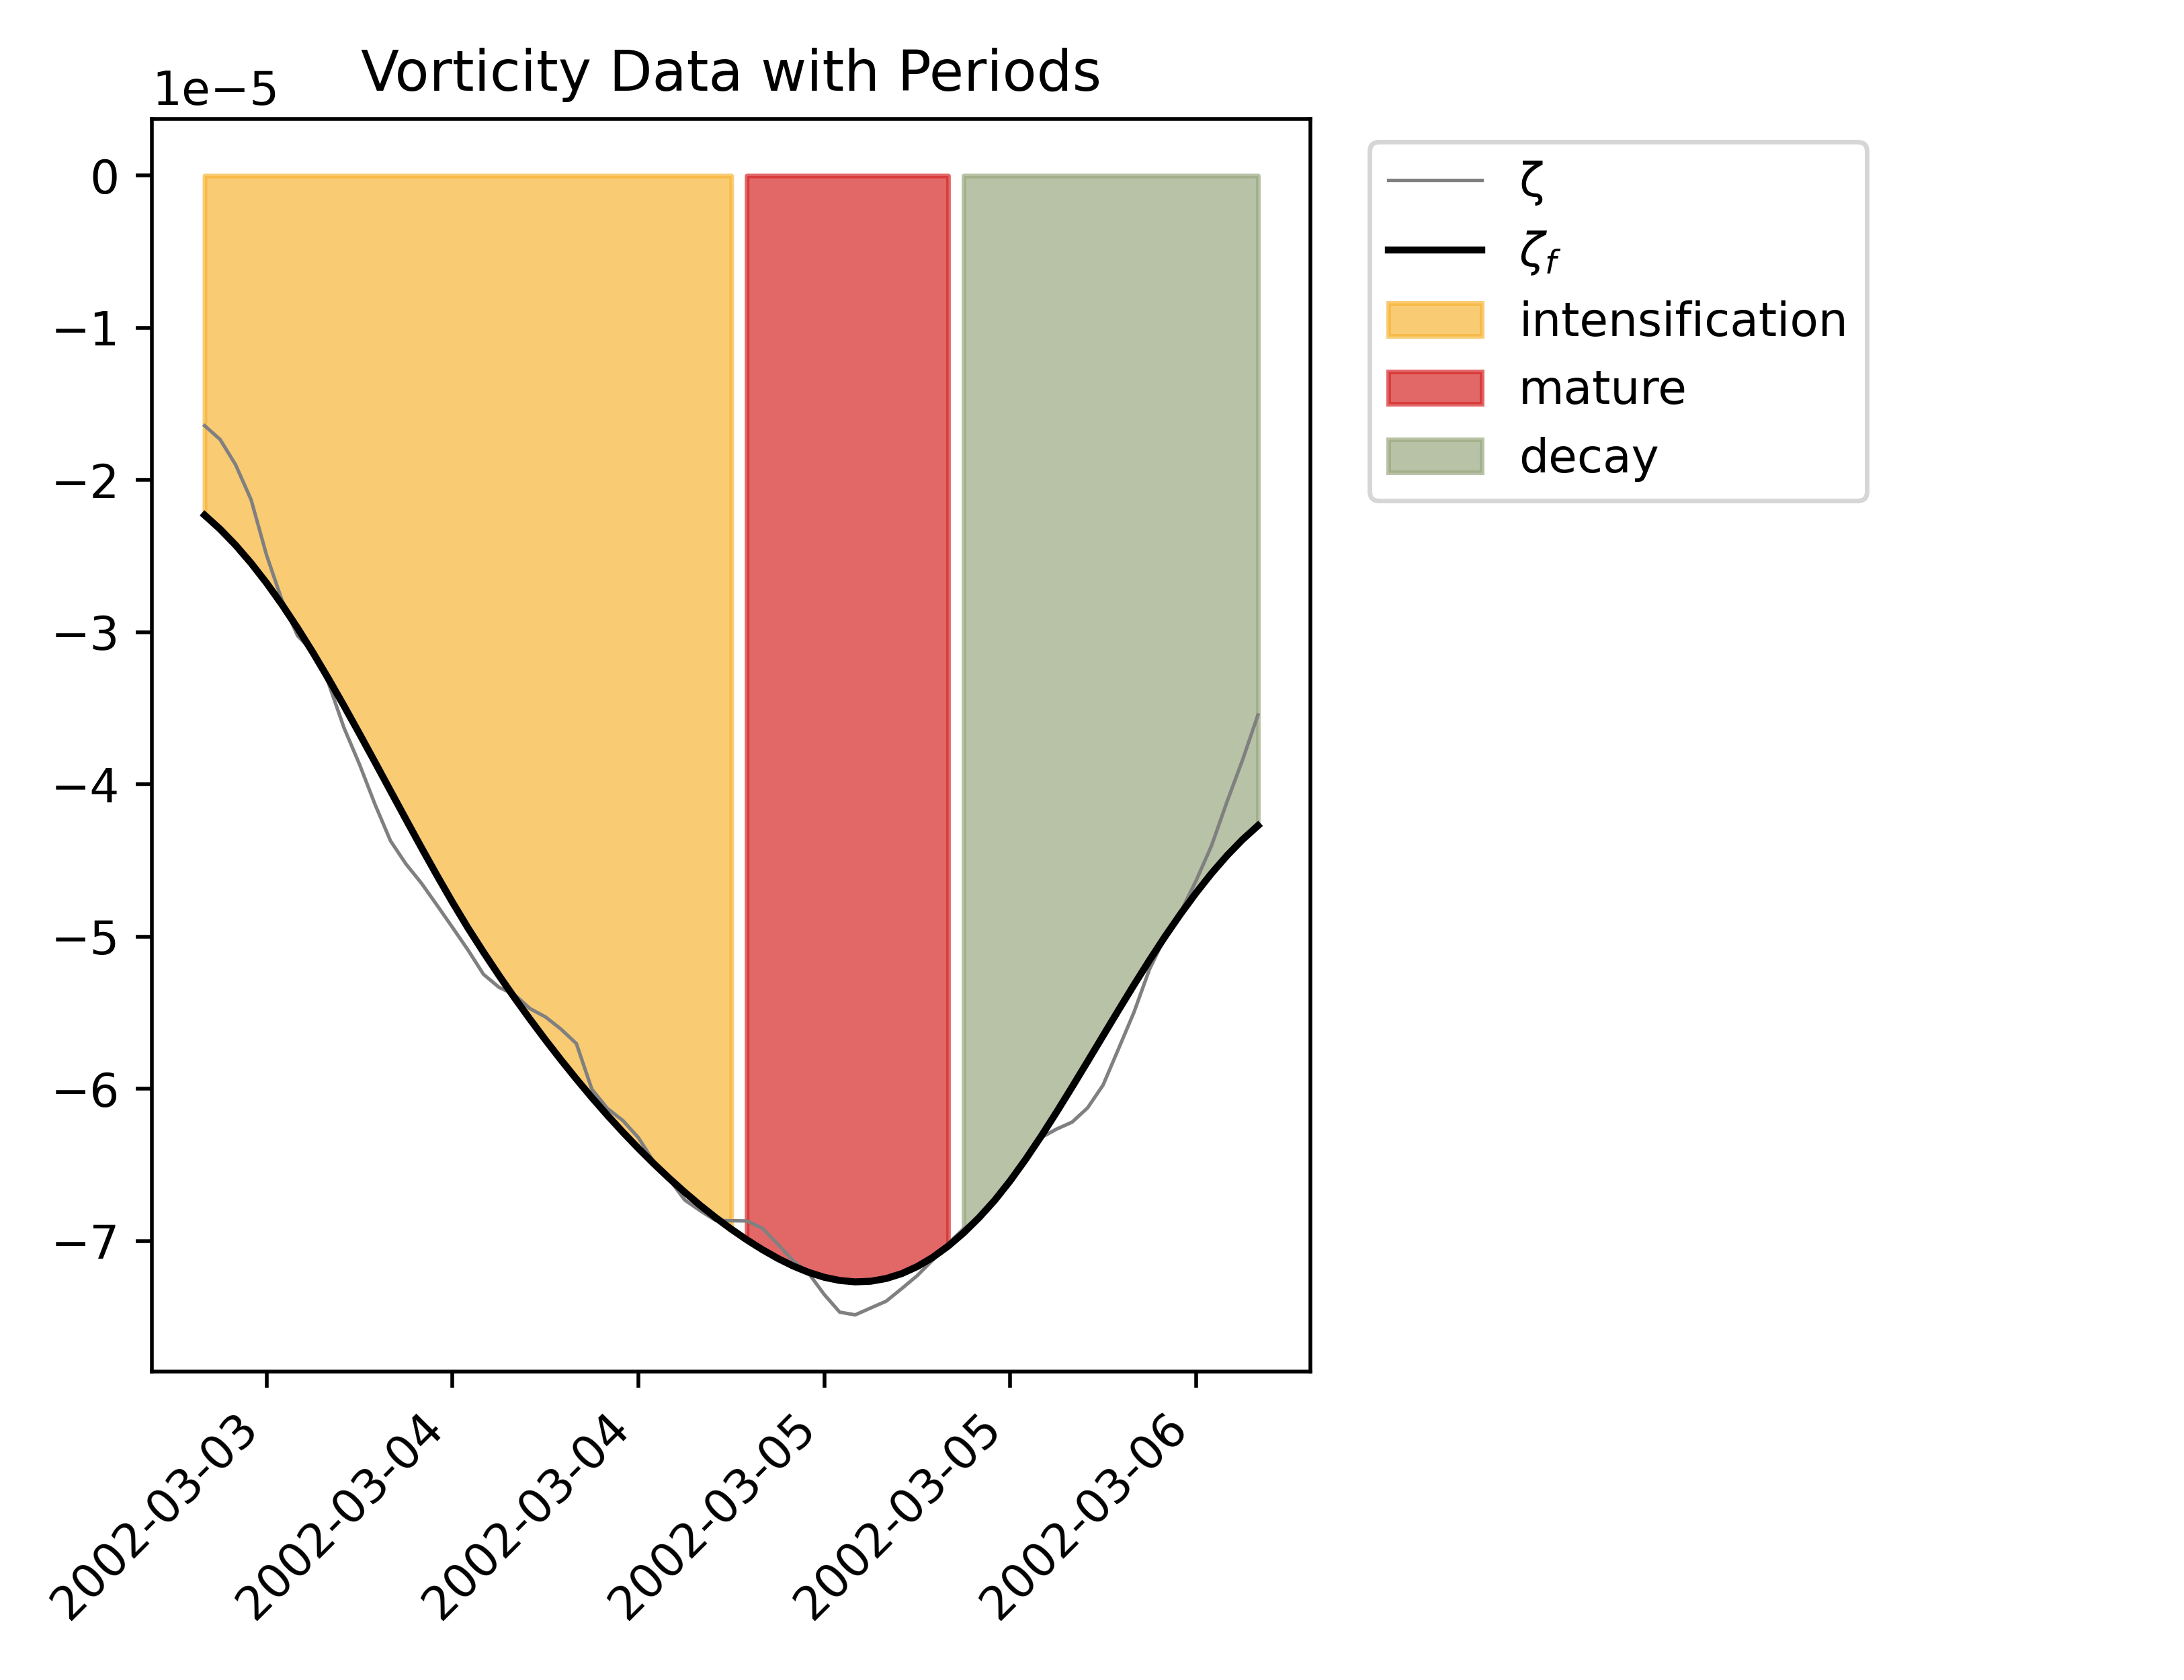 Vorticity Data with Periods
1e−5
0
−1
−2
−3
−4
−5
−6
−7
2002-03-03
2002-03-04
2002-03-04
2002-03-05
2002-03-05
2002-03-06
ζ
ζf
intensification
mature
decay